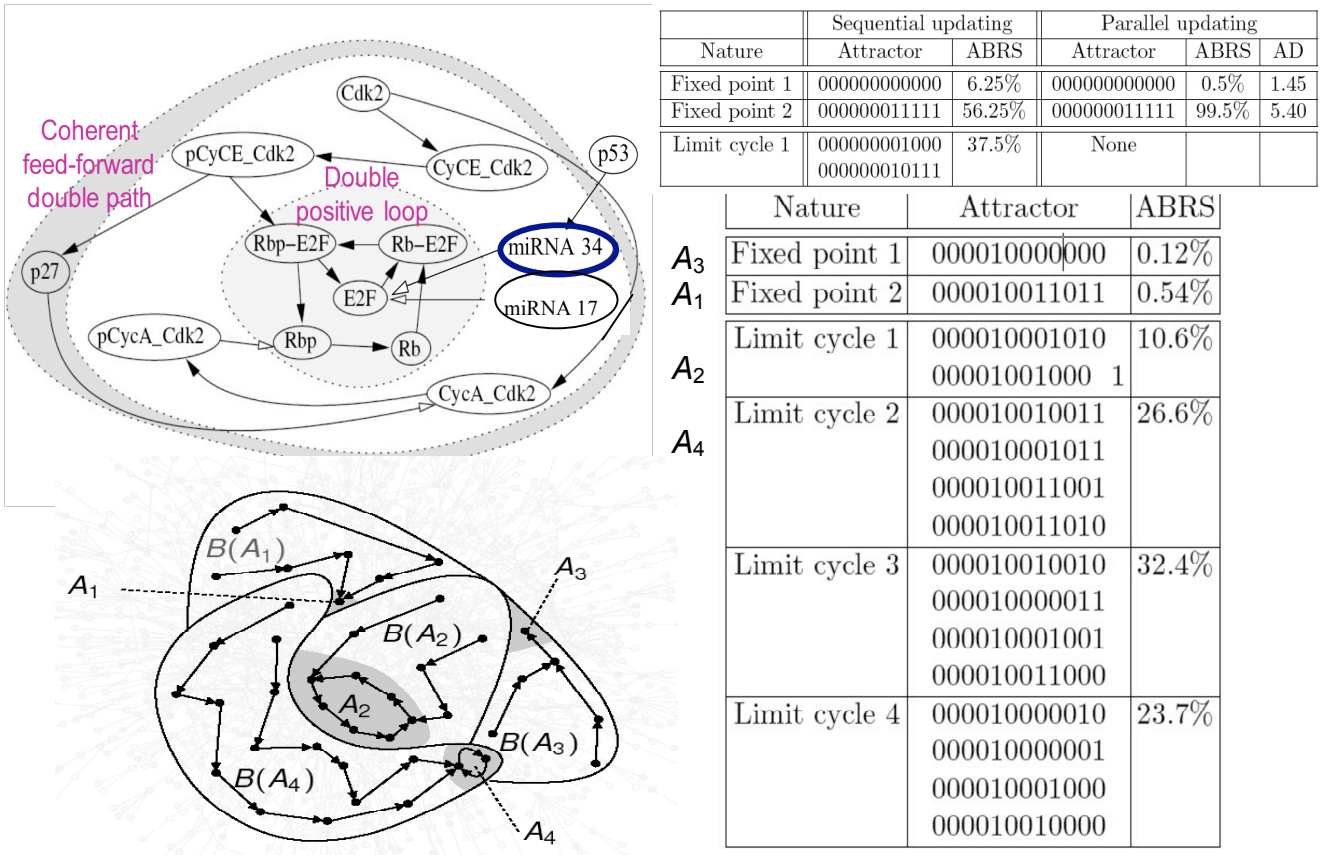 Coherent
feed-forward
double path
Cdk2
pCyCE_Cdk2
CyCE_Cdk2
p53
Double
positive loop
Rbp–E2F
Rb–E2F
miRNA 34
p27
E2F
miRNA 17
pCycA_Cdk2
Rbp
Rb
CycA_Cdk2
Sequential updating Parallel updating
Nature Attractor ABRS Attractor ABRS AD
Fixed point 1 000000000000 6.25% 000000000000 0.5% 1.45
Fixed point 2 000000011111 56.25% 000000011111 99.5% 5.40
Limit cycle 1 000000001000 37.5% None
000000010111
Nature Attractor ABRS
A3 Fixed point 1 000010000000 0.12%
A1 Fixed point 2 000010011011 0.54%
Limit cycle 1 000010001010 10.6%
A2 00001001000 1
Limit cycle 2 000010010011 26.6%
A4 000010001011
000010011001
000010011010
Limit cycle 3 000010010010 32.4%
000010000011
000010001001
000010011000
Limit cycle 4 000010000010 23.7%
000010000001
000010001000
000010010000
B(A1)
A1
A3
B(A2)
A2
B(A3)
B(A4)
A4